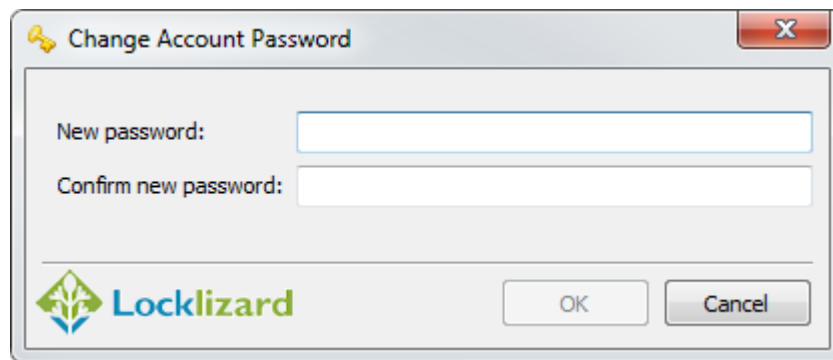 Change Account Password
New password:
Confirm new password:
Locklizard
OK
Cancel